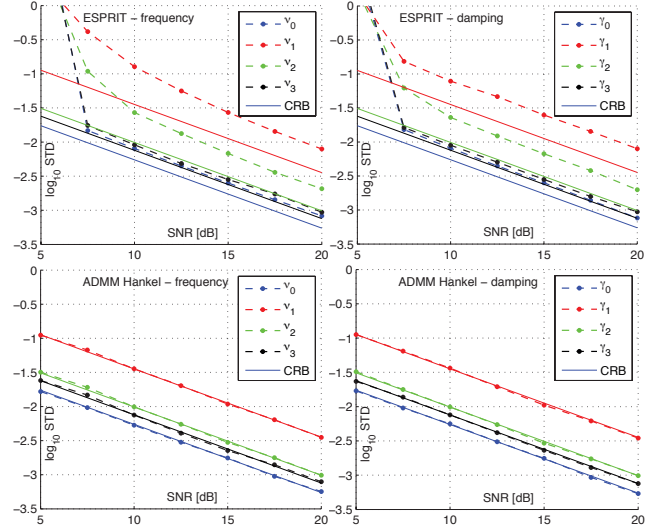 ESPRIT – frequency
ν0
ν1
ν2
ν3
CRB
0
−0.5
−1
−1.5
−2
−2.5
−3
−3.5
log10 STD
SNR [dB]
5
10
15
20
ESPRIT – damping
γ0
γ1
γ2
γ3
CRB
0
−0.5
−1
−1.5
−2
−2.5
−3
−3.5
log10 STD
SNR [dB]
5
10
15
20
ADMM Hankel – frequency
ν0
ν1
ν2
ν3
CRB
0
−0.5
−1
−1.5
−2
−2.5
−3
−3.5
log10 STD
SNR [dB]
5
10
15
20
ADMM Hankel – damping
γ0
γ1
γ2
γ3
CRB
0
−0.5
−1
−1.5
−2
−2.5
−3
−3.5
log10 STD
SNR [dB]
5
10
15
20